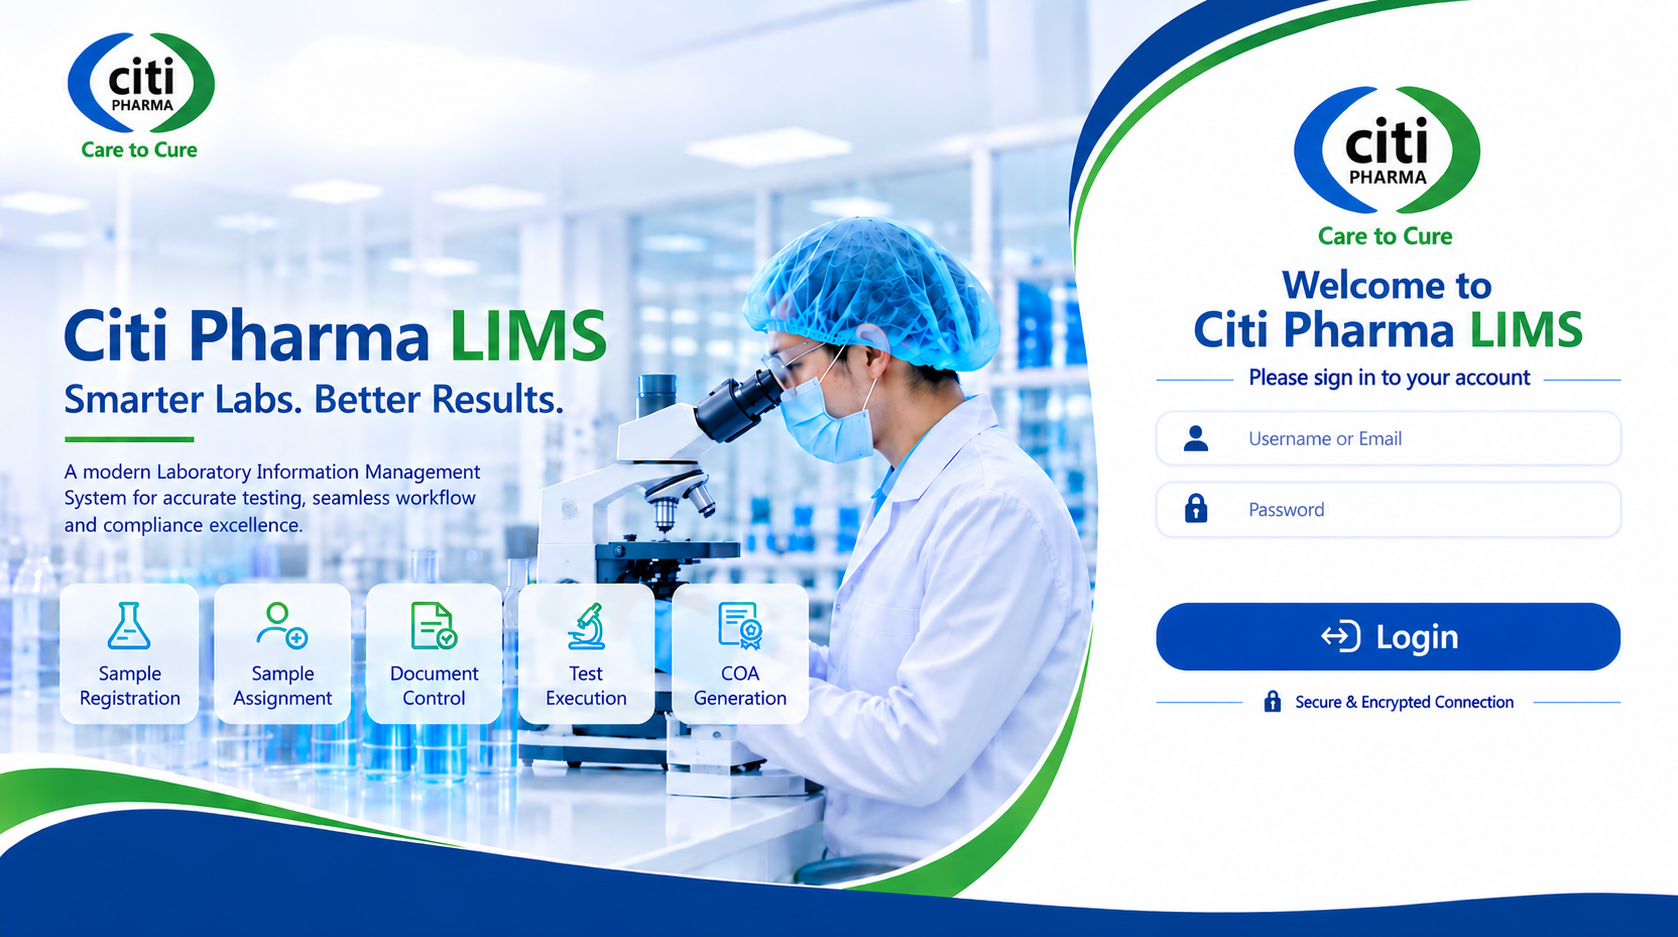 citi
PHARMA
Care to Cure
Citi Pharma LIMS
Smarter Labs. Better Results.
A modern Laboratory Information Management
System for accurate testing, seamless workflow
and compliance excellence.
Sample
Registration
Sample
Assignment
Document
Control
Test
Execution
COA
Generation
citi
PHARMA
Care to Cure
Welcome to
Citi Pharma LIMS
Please sign in to your account
Username or Email
Password
Login
Secure & Encrypted Connection